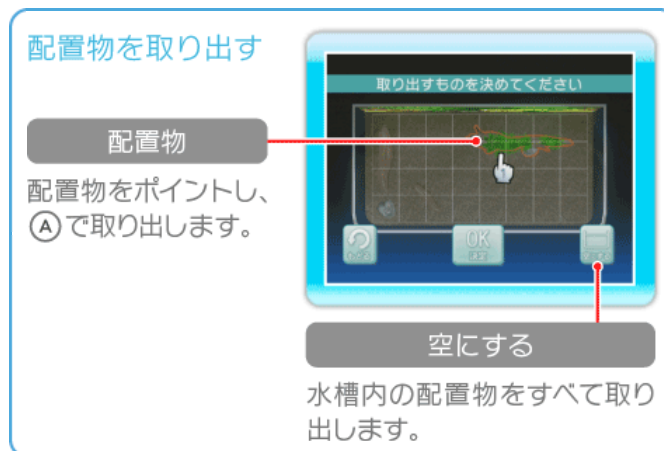 配置物を取り出す
取り出すものを決めてください
配置物
配置物をポイントし、
Ⓐで取り出します。
OK
空にする
水槽内の配置物をすべて取り
出します。